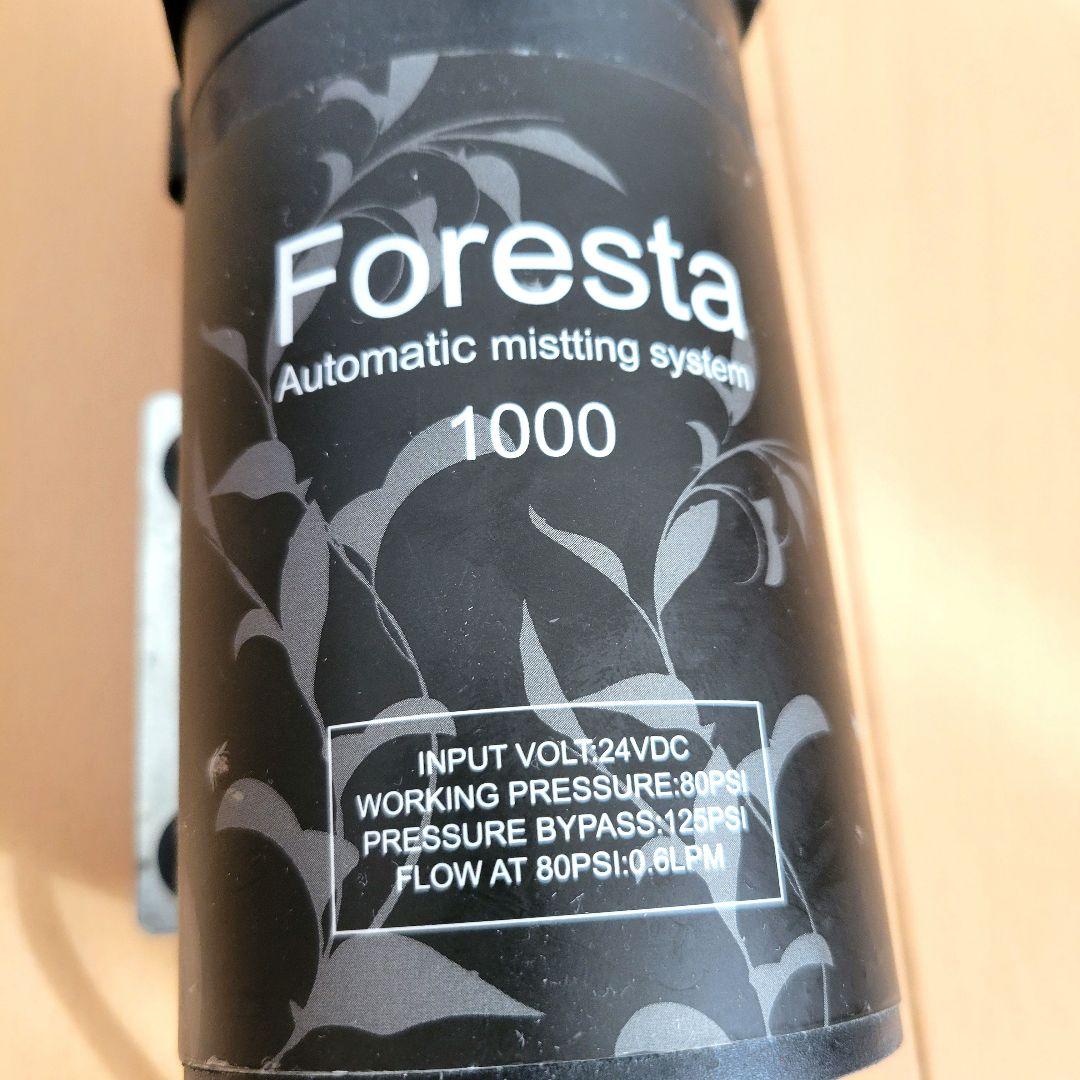 Foresta
Automatic mistting system
1000
INPUT VOLT:24VDC
WORKING PRESSURE:80PSI
PRESSURE BYPASS:125PSI
FLOW AT 80PSI:0.6LPM